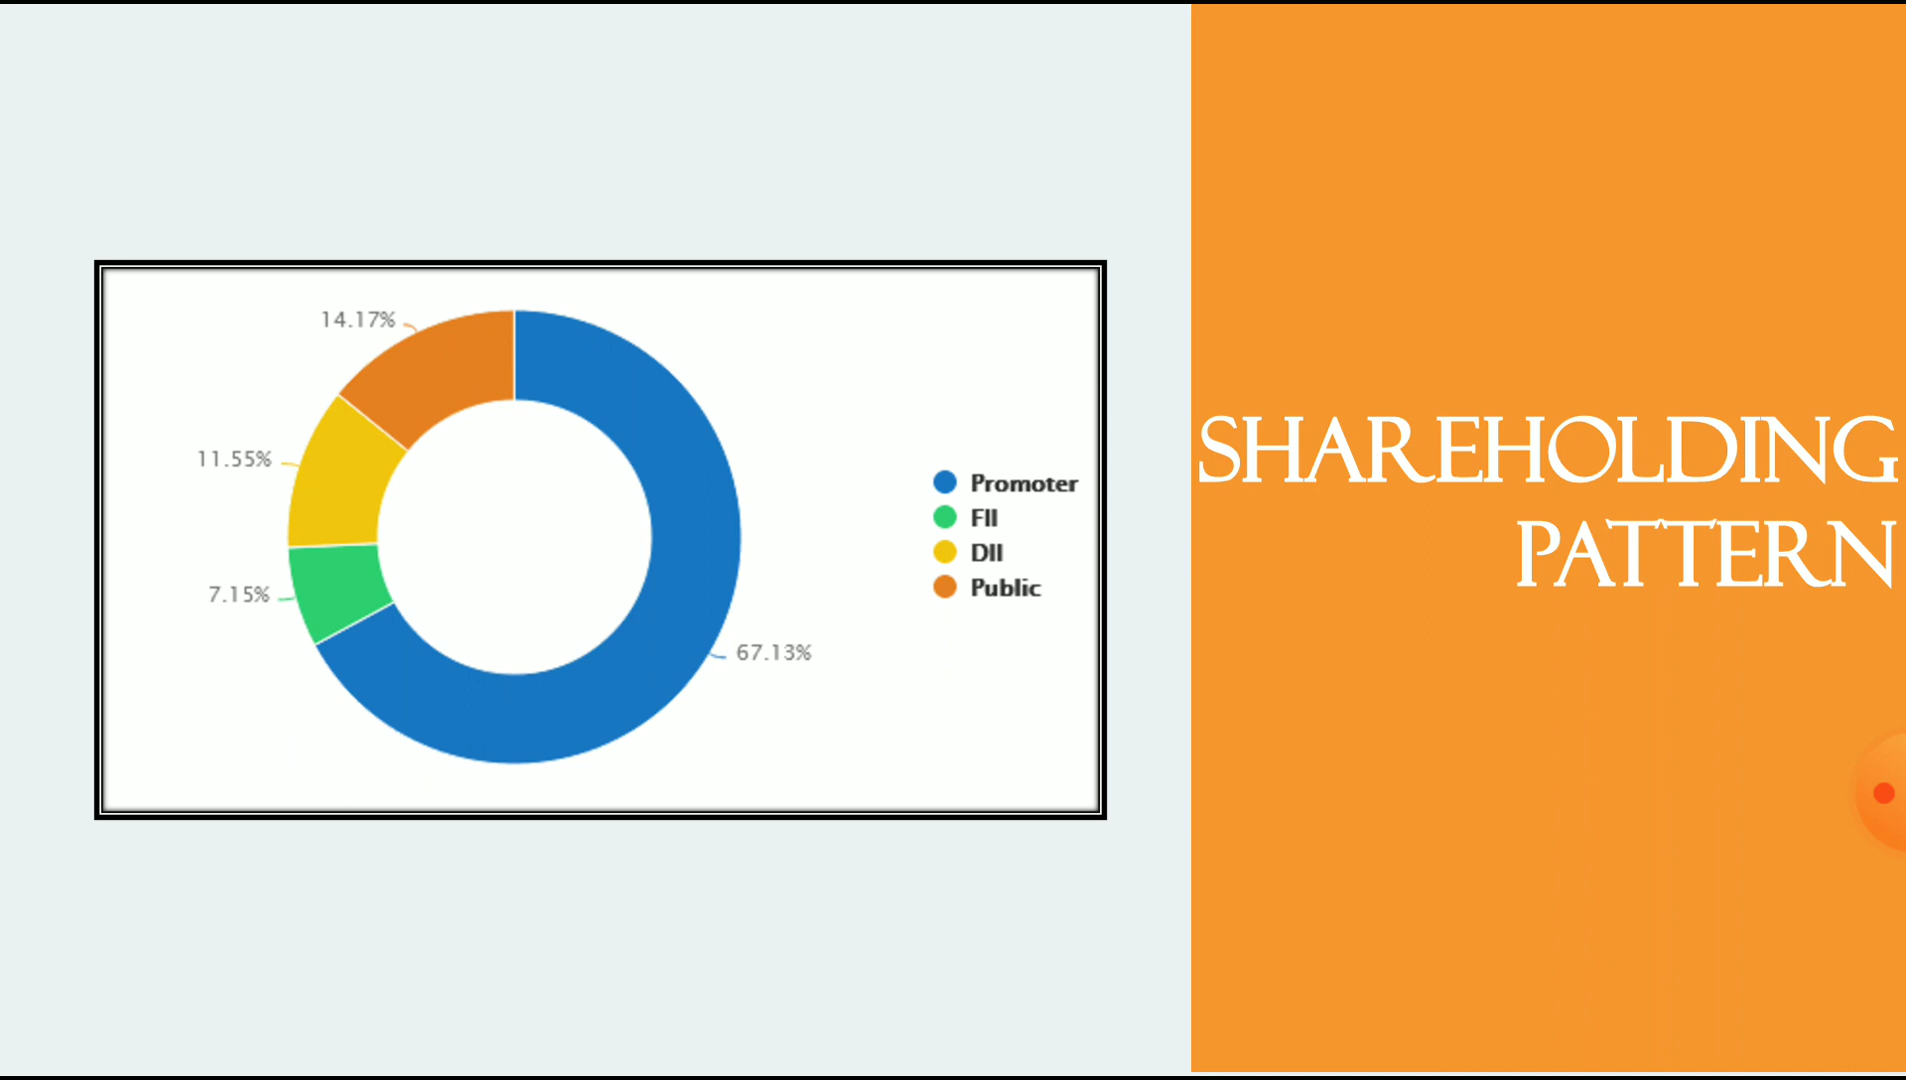 14.17%
11.55%
7.15%
67.13%
Promoter
FII
DII
Public
SHAREHOLDING
PATTERN